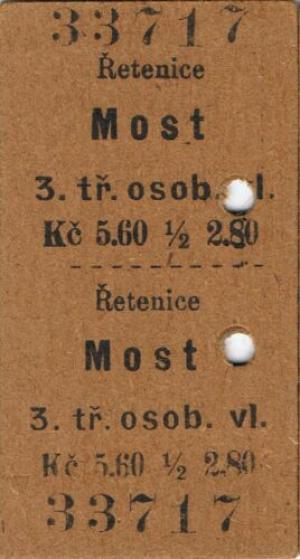 33717
Řetenice
Most
3. tř. osob. vl.
Kč 5.60 ½ 2.80
Řetenice
Most
3. tř. osob. vl.
Kč 5.60 ½ 2.80
33717